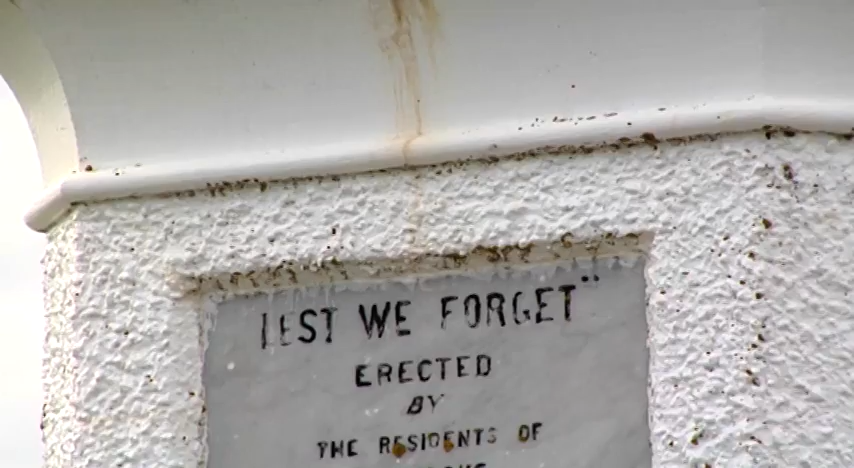 LEST WE FORGET"
ERECTED
BY
THE RESIDENTS OF